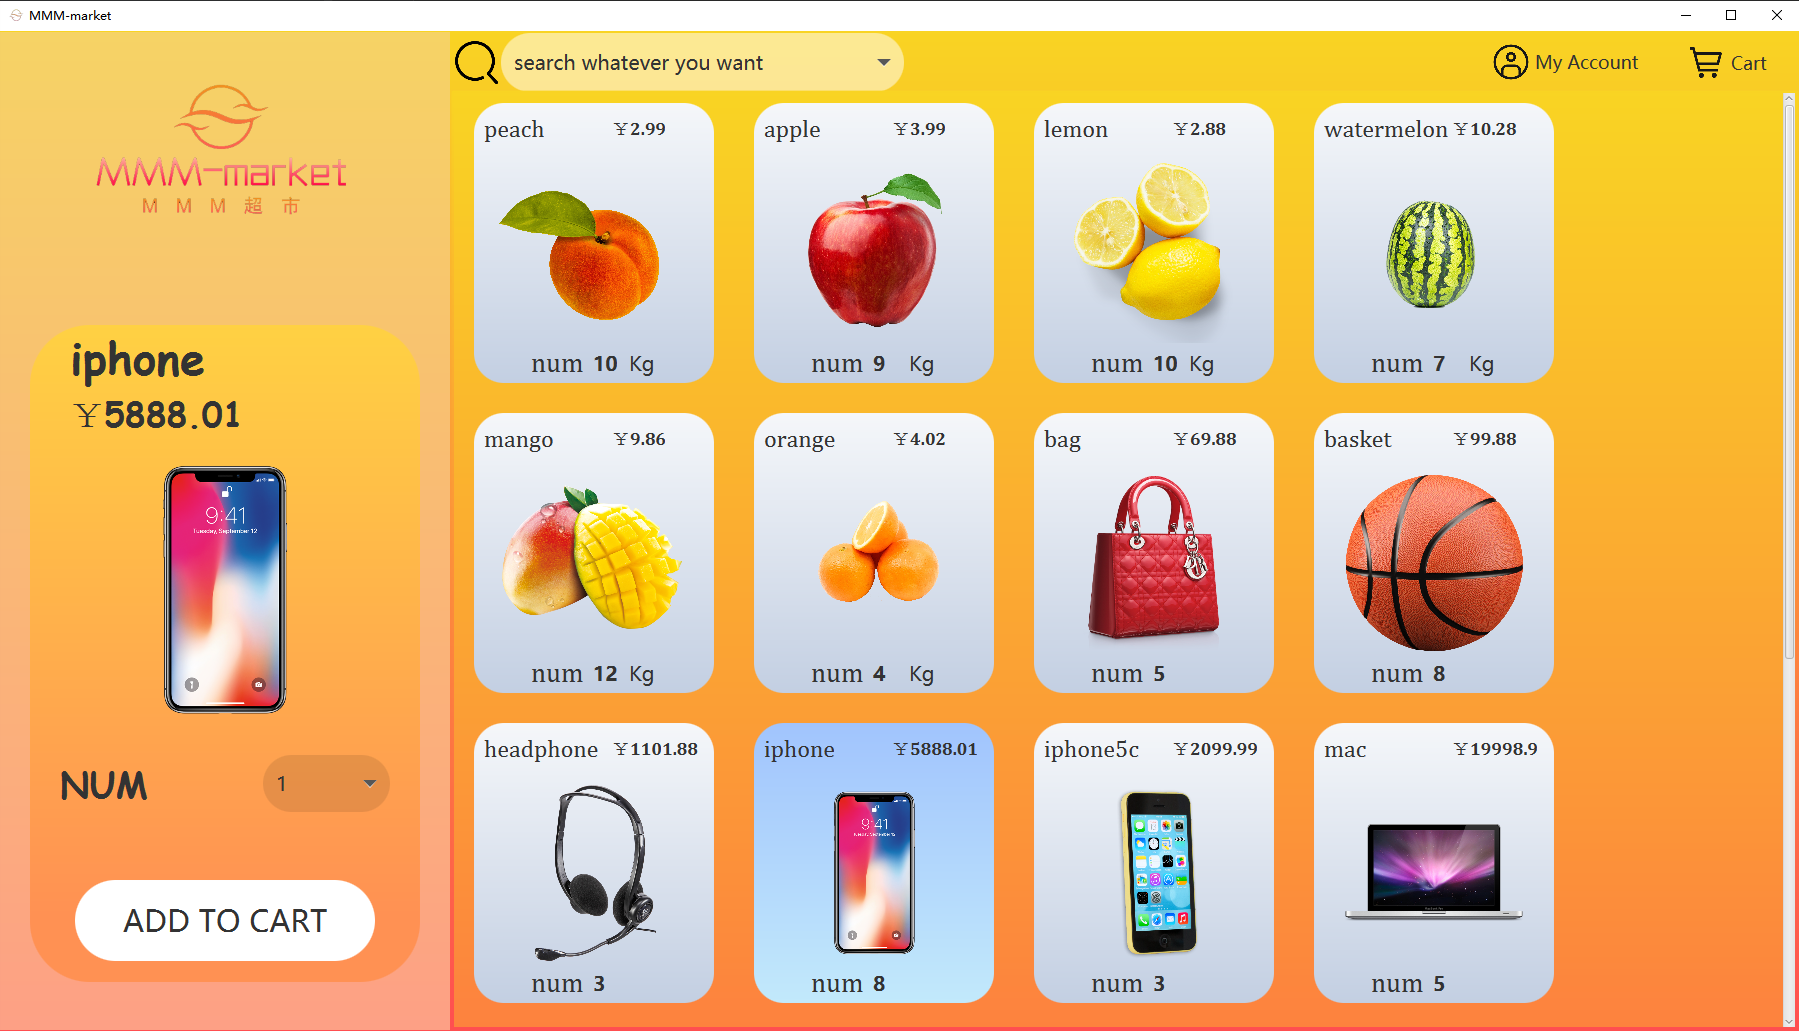 MMM-market
MMM-market
M M M 超 市
iphone
¥5888.01
9:41
Tuesday, September 12
NUM
1
ADD TO CART
search whatever you want
My Account
Cart
peach ¥2.99
num 10 Kg
apple ¥3.99
num 9 Kg
lemon ¥2.88
num 10 Kg
watermelon ¥10.28
num 7 Kg
mango ¥9.86
num 12 Kg
orange ¥4.02
num 4 Kg
bag ¥69.88
num 5
basket ¥99.88
num 8
headphone ¥1101.88
num 3
iphone ¥5888.01
9:41
num 8
iphone5c ¥2099.99
num 3
mac ¥19998.9
num 5